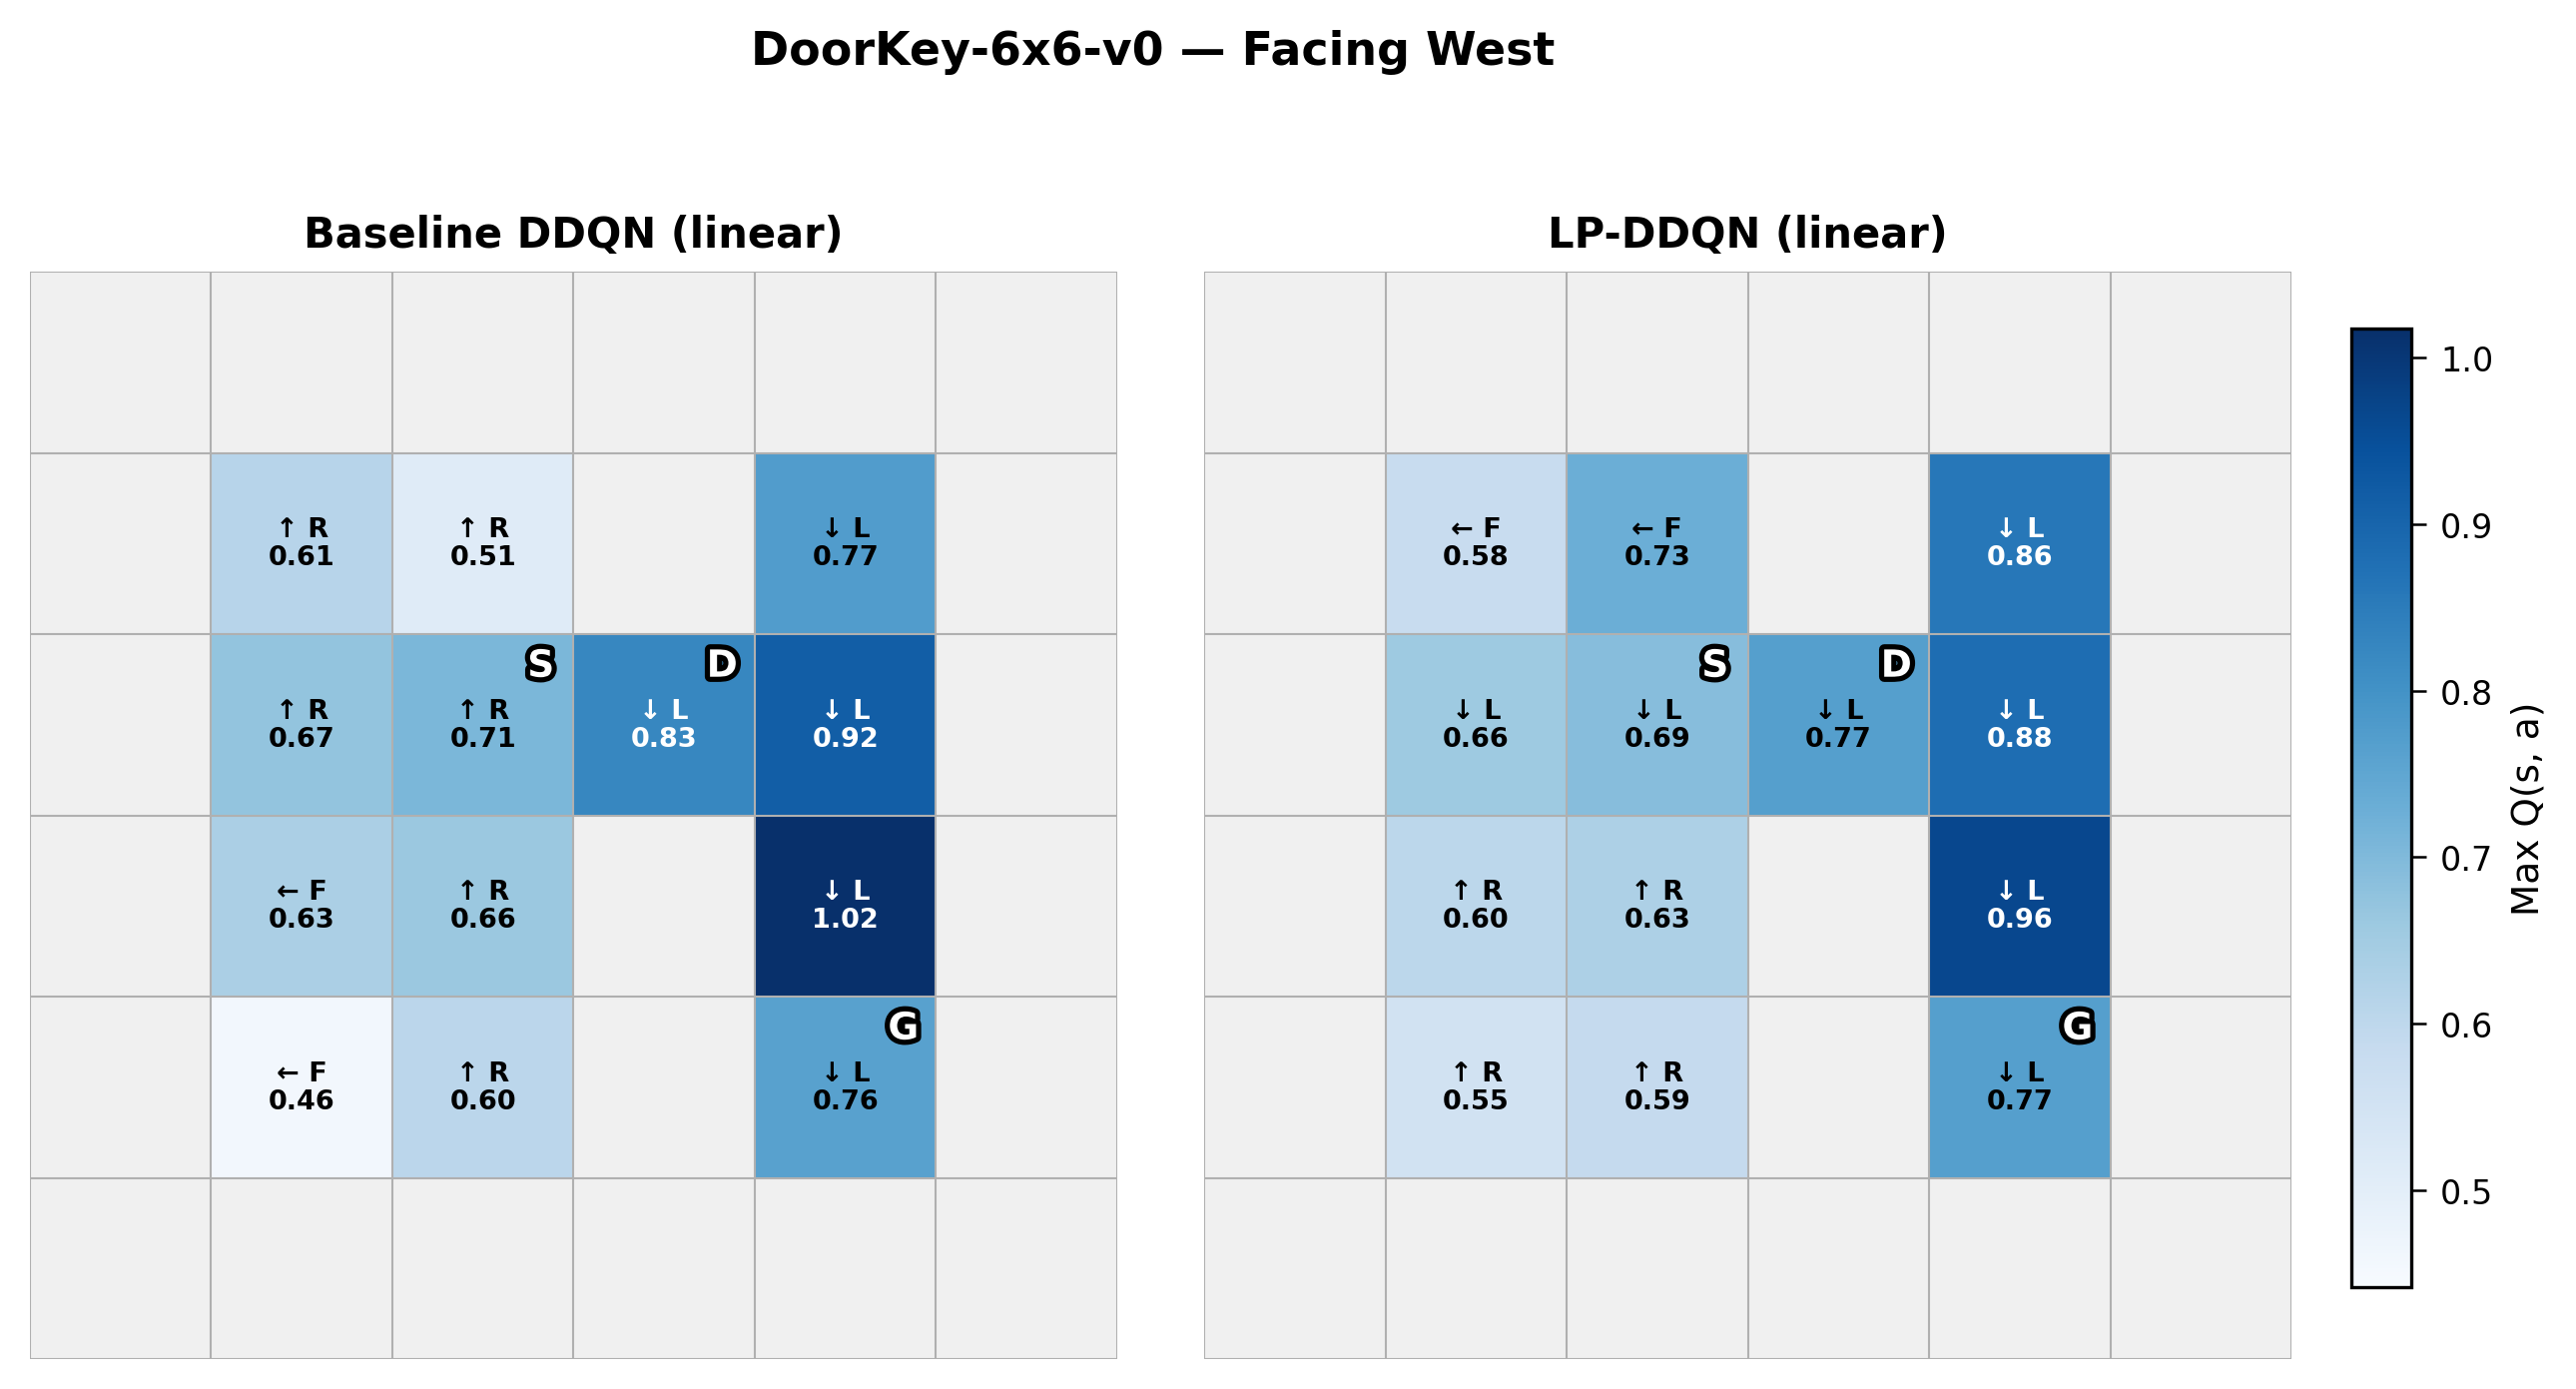 DoorKey-6x6-v0 — Facing West
Baseline DDQN (linear)
↑ R
0.61
↑ R
0.51
↓ L
0.77
S
D
↑ R
0.67
↑ R
0.71
↓ L
0.83
↓ L
0.92
← F
0.63
↑ R
0.66
↓ L
1.02
G
← F
0.46
↑ R
0.60
↓ L
0.76
LP-DDQN (linear)
← F
0.58
← F
0.73
↓ L
0.86
S
D
↓ L
0.66
↓ L
0.69
↓ L
0.77
↓ L
0.88
↑ R
0.60
↑ R
0.63
↓ L
0.96
G
↑ R
0.55
↑ R
0.59
↓ L
0.77
1.0
0.9
0.8
0.7
0.6
0.5
Max Q(s, a)